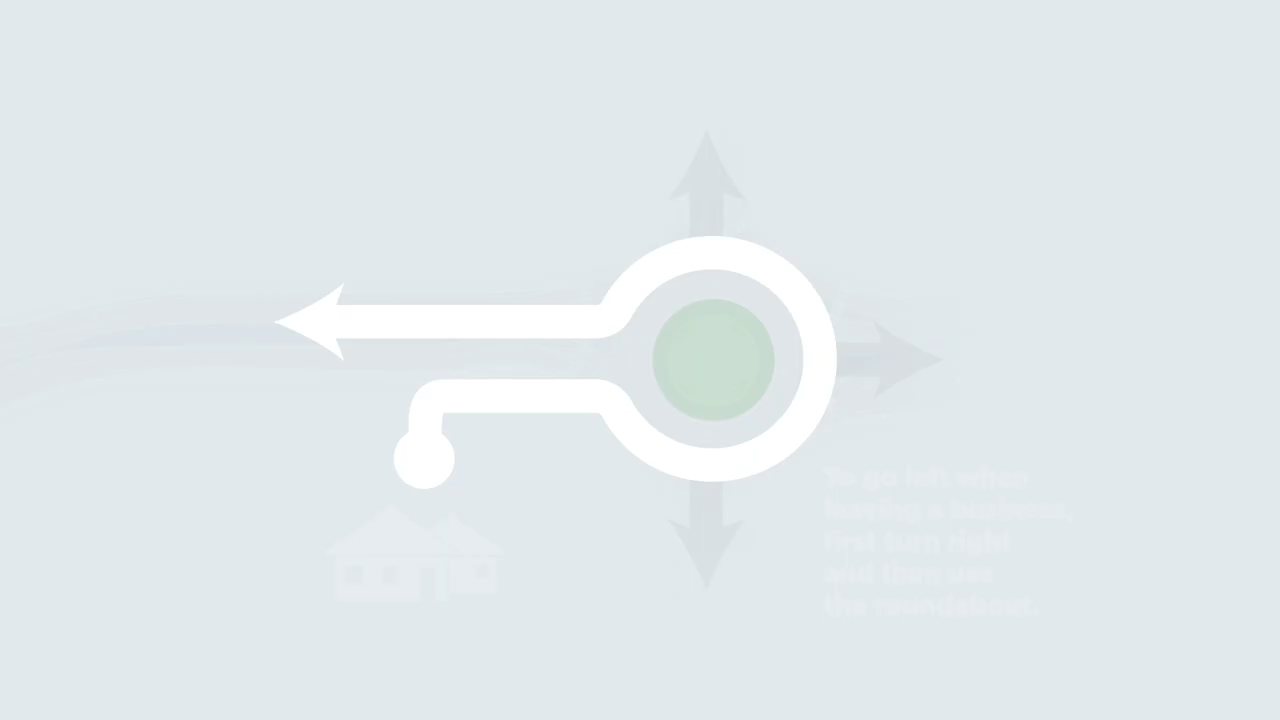 To go left when
leaving a business,
first turn right
and then use
the roundabout.